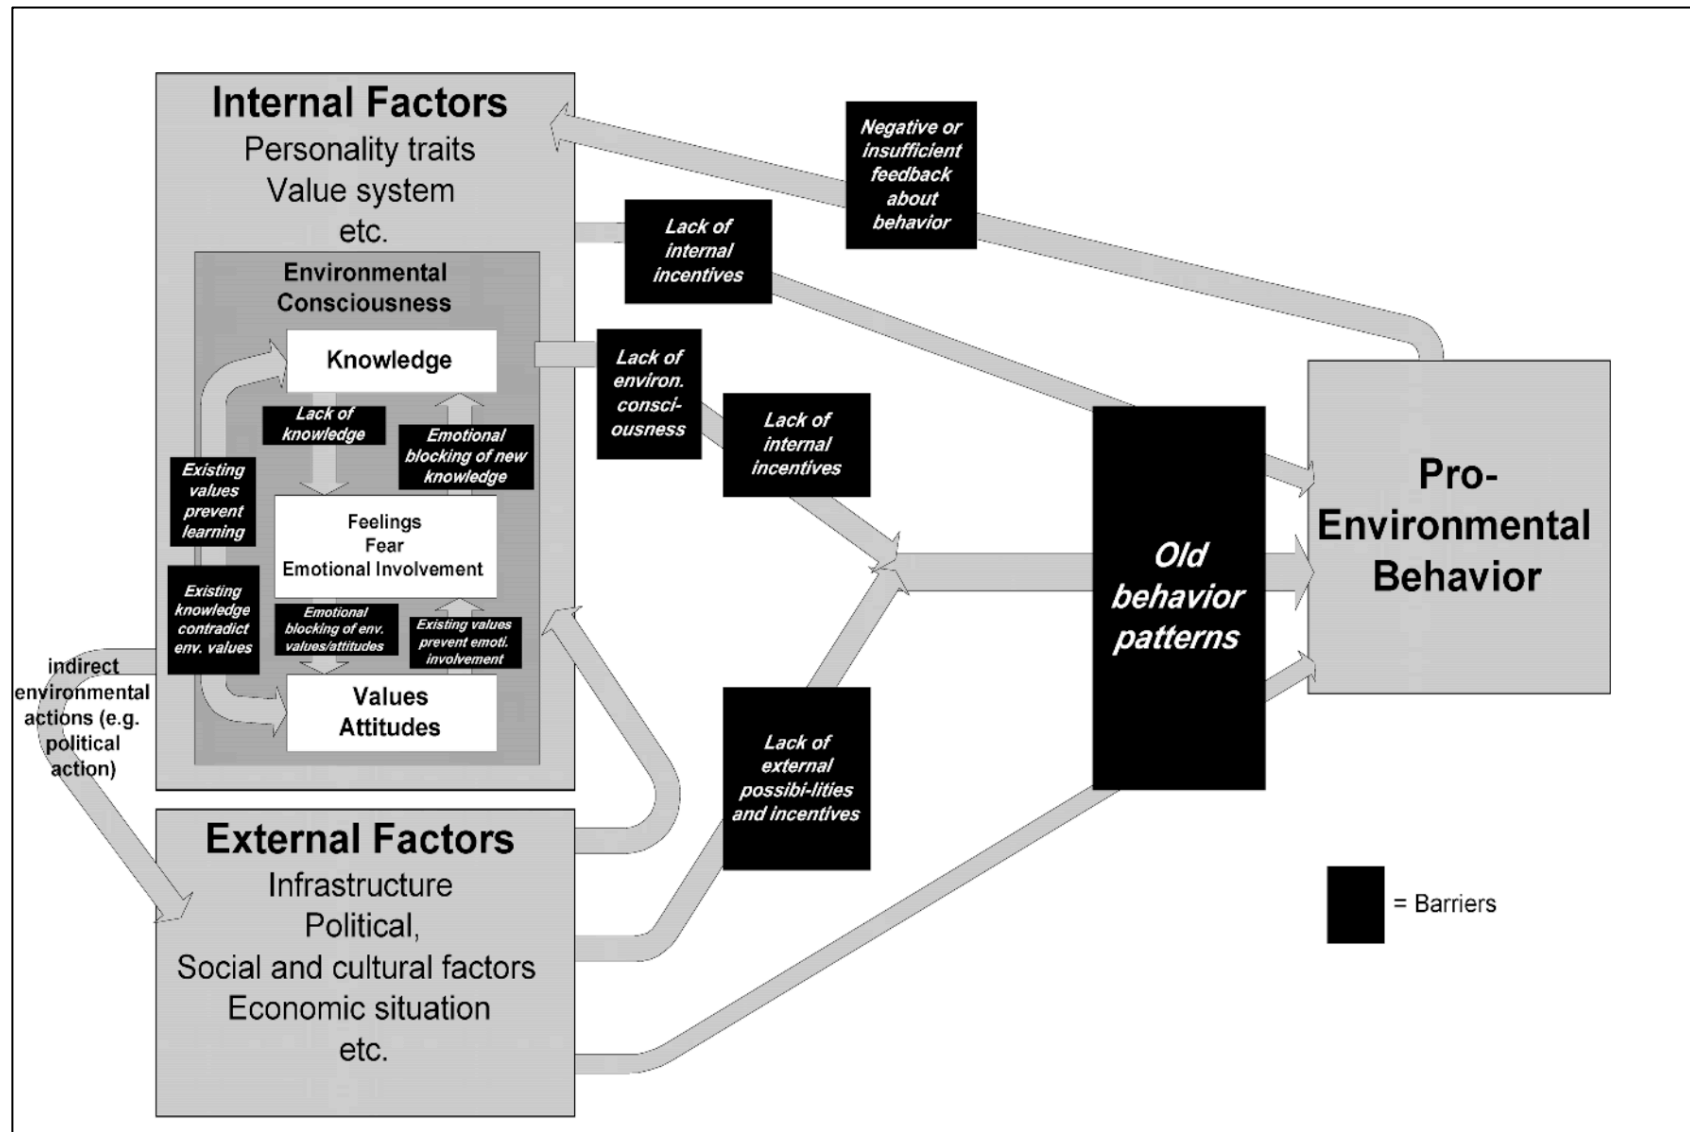 Internal Factors
Personality traits
Value system
etc.
Environmental
Consciousness
Knowledge
Lack of
knowledge
Emotional
blocking of new
knowledge
Existing
values
prevent
learning
Feelings
Fear
Emotional Involvement
Existing
knowledge
contradict
env. values
Emotional
blocking of env.
values/attitudes
Existing values
prevent emoti.
involvement
Values
Attitudes
indirect
environmental
actions (e.g.
political
action)
External Factors
Infrastructure
Political,
Social and cultural factors
Economic situation
etc.
Negative or
insufficient
feedback
about
behavior
Lack of
internal
incentives
Lack of
environ.
consci-
ousness
Lack of
internal
incentives
Lack of
external
possibi-lities
and incentives
Old
behavior
patterns
Pro-
Environmental
Behavior
= Barriers